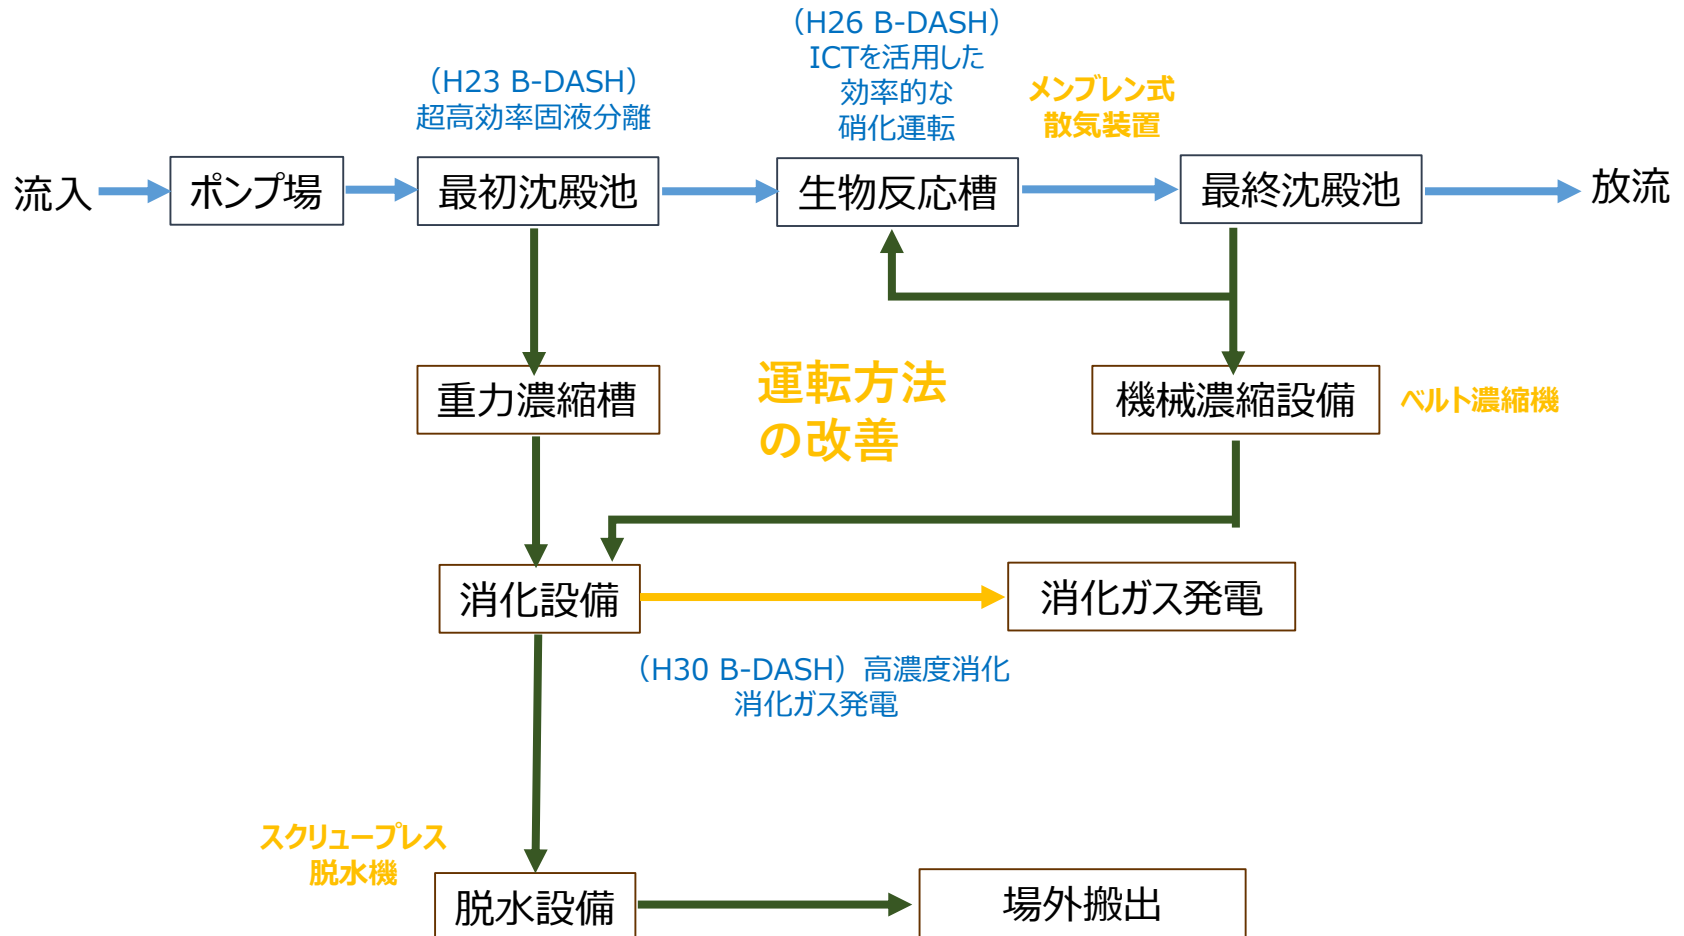 （H26 B-DASH）
ICTを活用した
効率的な
硝化運転
（H23 B-DASH）
超高効率固液分離
メンブレン式
散気装置
流入
ポンプ場
最初沈殿池
生物反応槽
最終沈殿池
放流
運転方法
の改善
重力濃縮槽
機械濃縮設備
ベルト濃縮機
消化設備
消化ガス発電
（H30 B-DASH）高濃度消化
消化ガス発電
スクリュープレス
脱水機
脱水設備
場外搬出